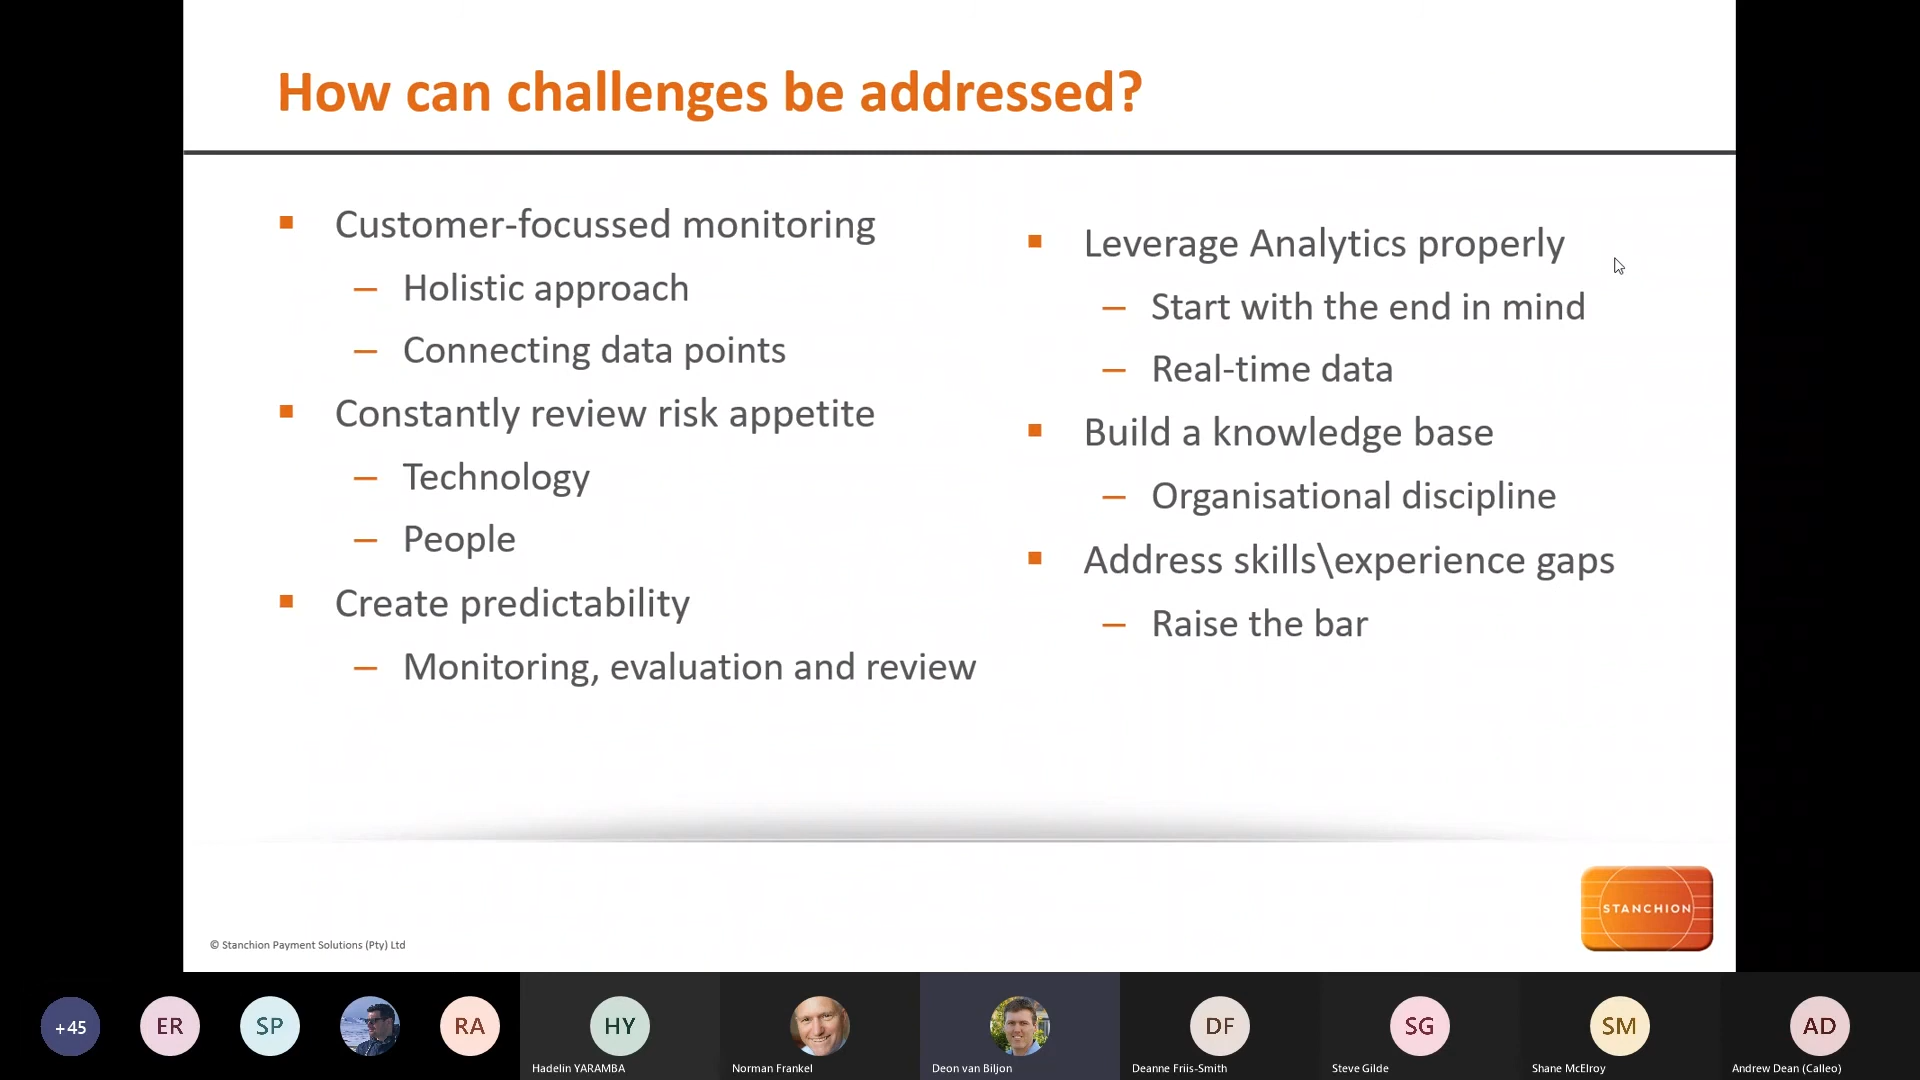 How can challenges be addressed?
Customer-focussed monitoring
– Holistic approach
– Connecting data points
Constantly review risk appetite
– Technology
– People
Create predictability
– Monitoring, evaluation and review
Leverage Analytics properly
– Start with the end in mind
– Real-time data
Build a knowledge base
– Organisational discipline
Address skills\experience gaps
– Raise the bar
STANCHION
© Stanchion Payment Solutions (Pty) Ltd
+45
ER
SP
RA
HY
Hadelin YARAMBA
Norman Frankel
Deon van Biljon
DF
Deanne Friis-Smith
SG
Steve Gilde
SM
Shane McElroy
AD
Andrew Dean (Calleo)